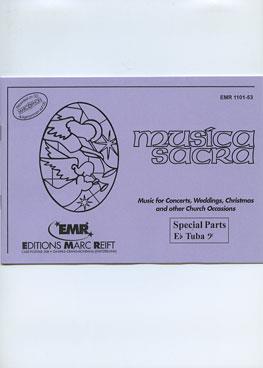 EMR 1101-53
musica
sacra
Music for Concerts, Weddings, Christmas
and other Church Occasions
Special Parts
E♭ Tuba 𝄢
EMR
EDITIONS MARC REIFT